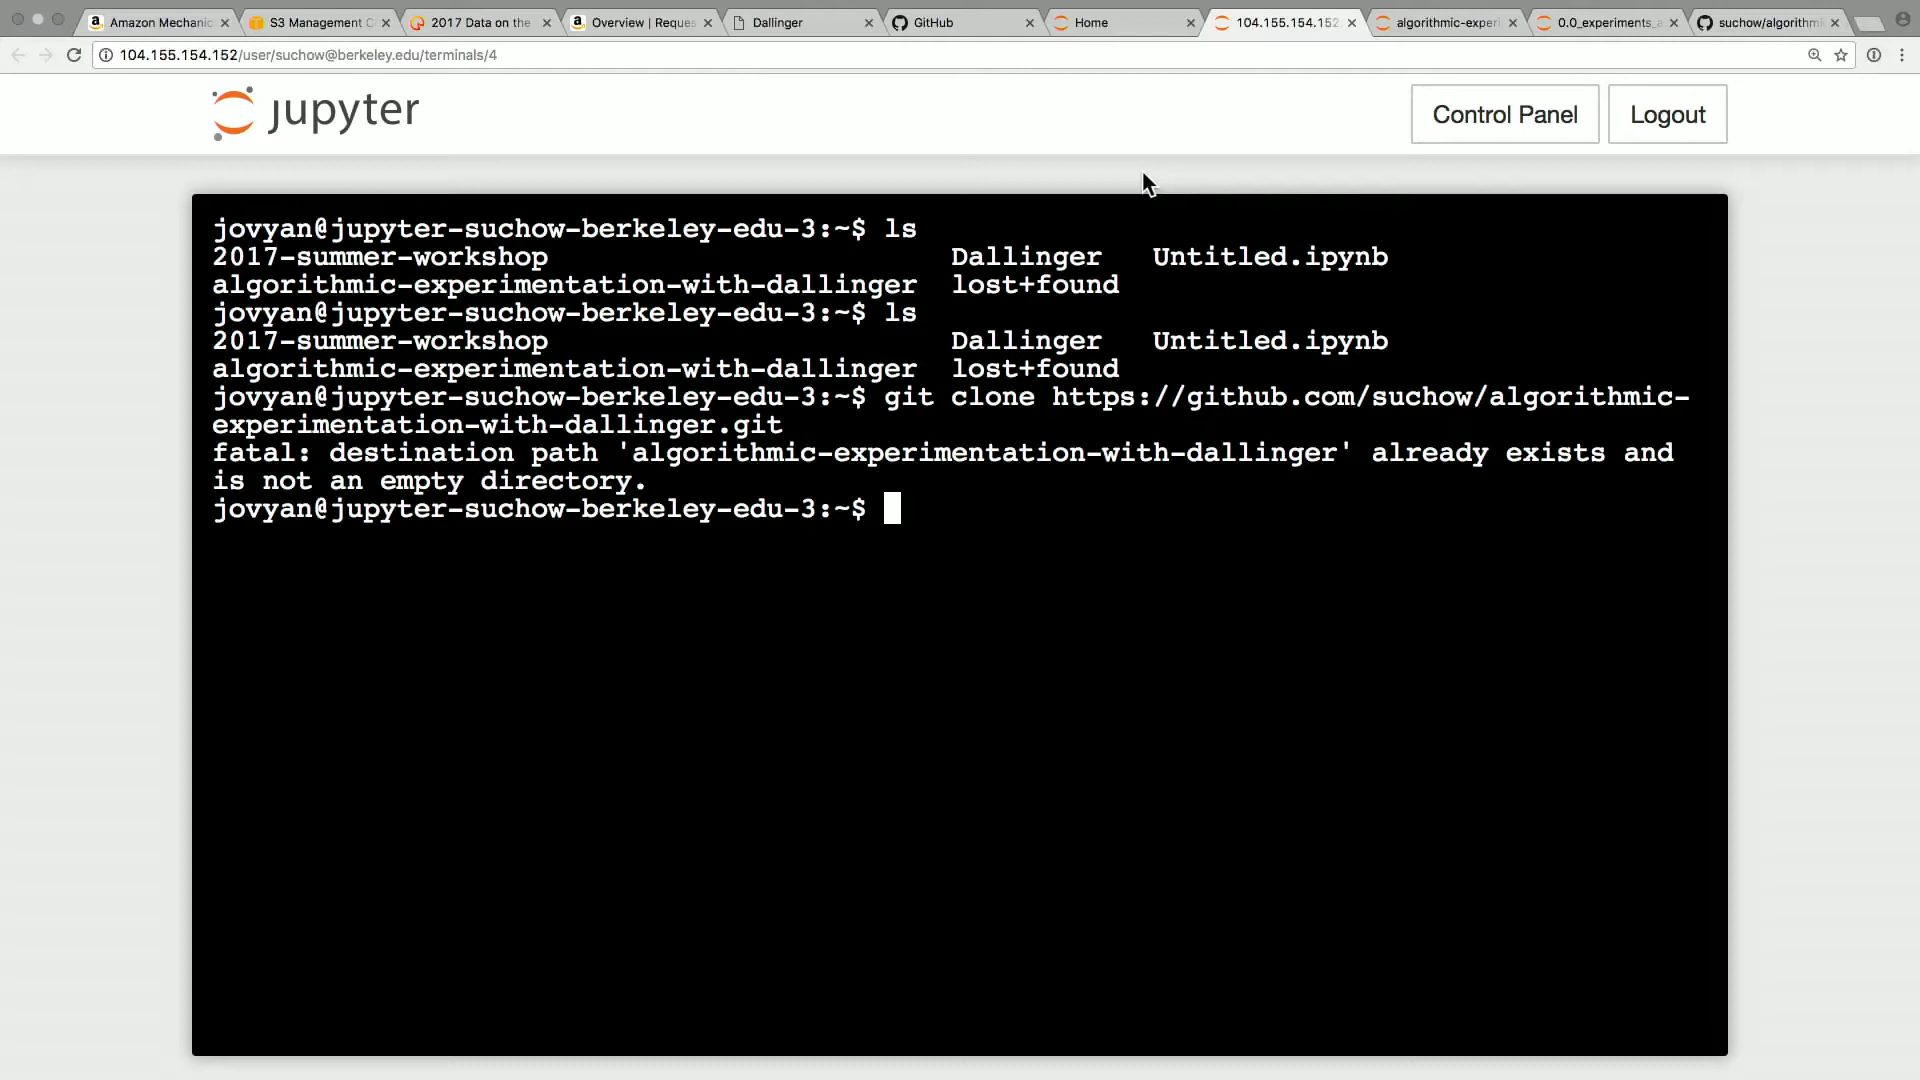 Amazon Mechanic
S3 Management C
2017 Data on the
Overview | Reques
Dallinger
GitHub
Home
104.155.154.152
algorithmic-experi
0.0_experiments_a
suchow/algorithmi
104.155.154.152/user/suchow@berkeley.edu/terminals/4
jupyter
Control Panel
Logout
jovyan@jupyter-suchow-berkeley-edu-3:~$ ls
2017-summer-workshop Dallinger Untitled.ipynb
algorithmic-experimentation-with-dallinger lost+found
jovyan@jupyter-suchow-berkeley-edu-3:~$ ls
2017-summer-workshop Dallinger Untitled.ipynb
algorithmic-experimentation-with-dallinger lost+found
jovyan@jupyter-suchow-berkeley-edu-3:~$ git clone https://github.com/suchow/algorithmic-
experimentation-with-dallinger.git
fatal: destination path 'algorithmic-experimentation-with-dallinger' already exists and
is not an empty directory.
jovyan@jupyter-suchow-berkeley-edu-3:~$